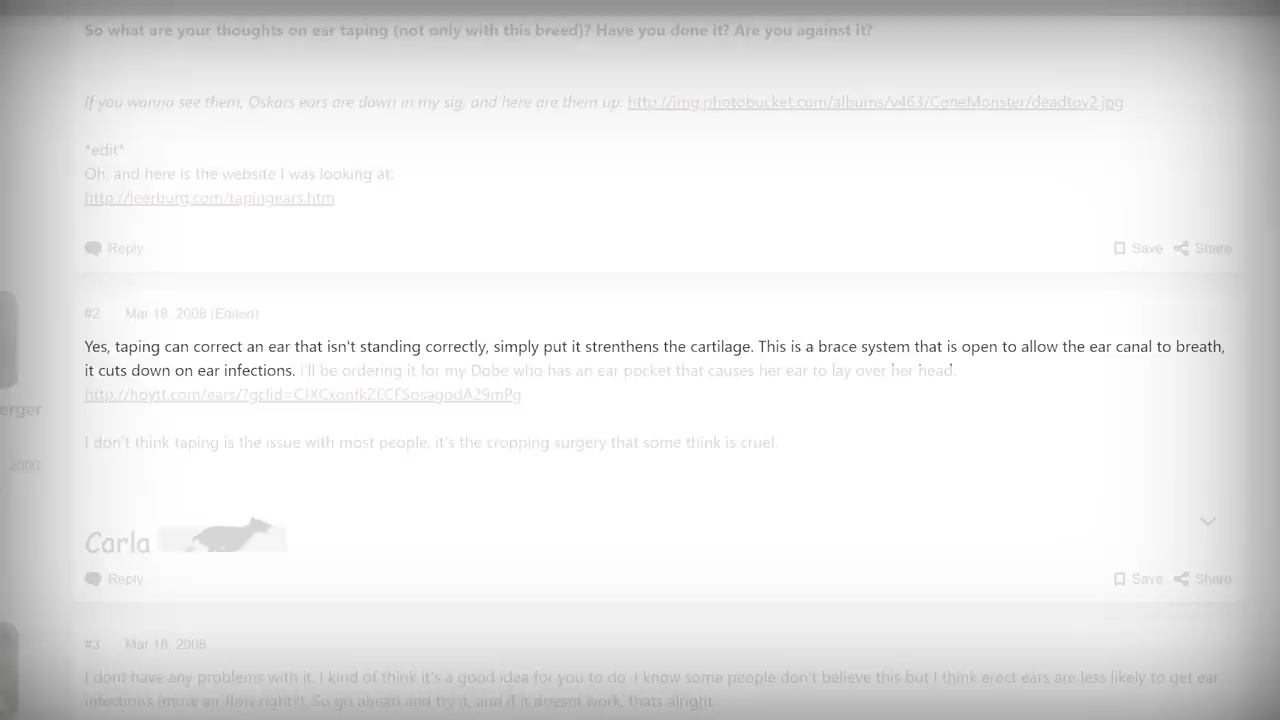 So what are your thoughts on ear taping (not only with this breed)? Have you done it? Are you against it?
If you wanna see them, Oskars ears are down in my sig, and here are them up: http://img.photobucket.com/albums/v463/ConeMonster/deadtoy2.jpg
*edit*
Oh, and here is the website I was looking at:
http://leerburg.com/tapingears.htm
Reply
Save Share
#2 Mar 18, 2008 (Edited)
Yes, taping can correct an ear that isn't standing correctly, simply put it strenthens the cartilage. This is a brace system that is open to allow the ear canal to breath,
it cuts down on ear infections. I'll be ordering it for my Dobe who has an ear pocket that causes her ear to lay over her head.
erger
I don't think taping is the issue with most people, it's the cropping surgery that some think is cruel.
Carla
Reply
Save Share
#3 Mar 18, 2008
I dont have any problems with it. I kind of think it's a good idea for you to do. I know some people don't believe this but I think erect ears are less likely to get ear
infections (more air flow right?). So go ahead and try it, and if it doesnt work, thats alright.